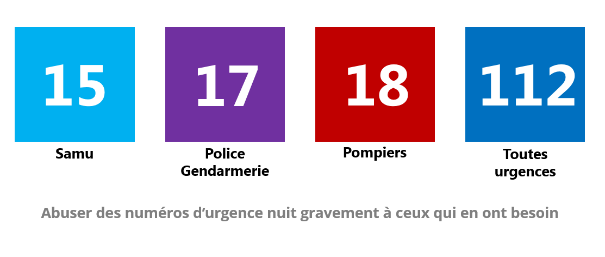 15
17
18
112
Samu
Police
Gendarmerie
Pompiers
Toutes
urgences
Abuser des numéros d’urgence nuit gravement à ceux qui en ont besoin